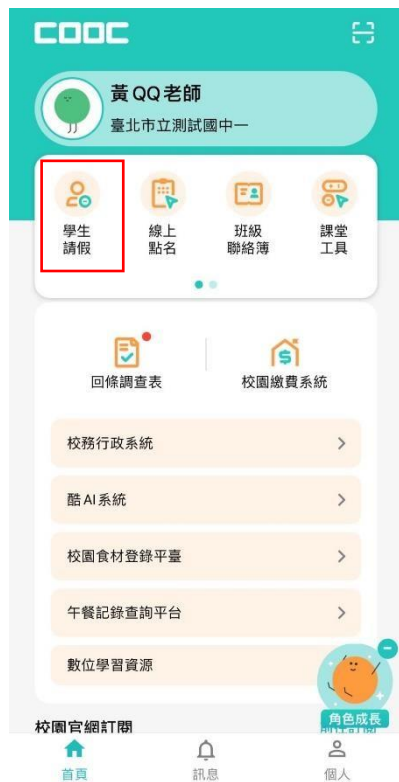 COOC
黃QQ老師
臺北市立測試國中一
學生
請假
線上
點名
班級
聯絡簿
課堂
工具
回條調查表
校園繳費系統
校務行政系統
酷AI系統
校園食材登錄平臺
午餐記錄查詢平台
數位學習資源
角色成長
校園官網訂閱
前往訂閱
首頁
訊息
個人